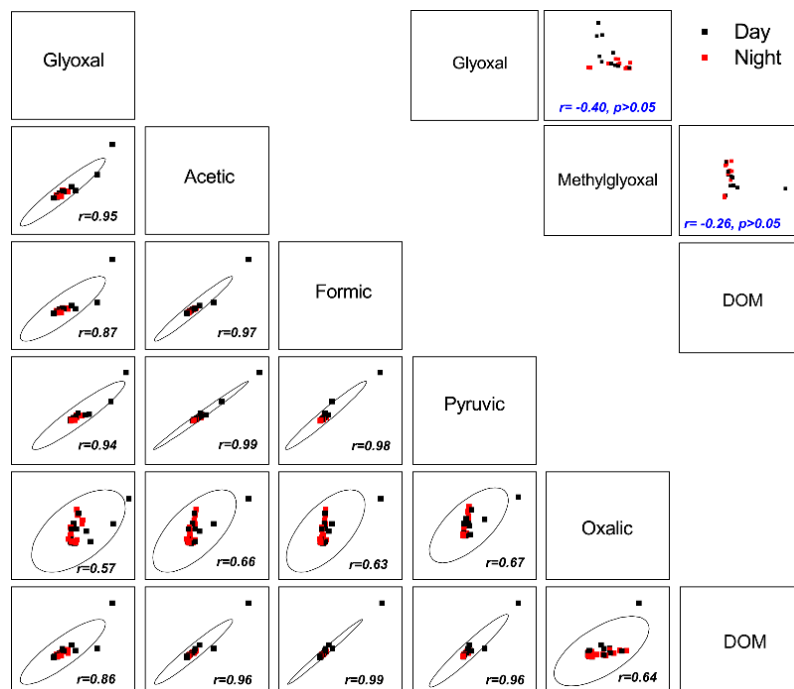 Glyoxal
Glyoxal
r= -0.40, p>0.05
Day
Night
r=0.95
Acetic
Methylglyoxal
r= -0.26, p>0.05
r=0.87
r=0.97
Formic
DOM
r=0.94
r=0.99
r=0.98
Pyruvic
r=0.57
r=0.66
r=0.63
r=0.67
Oxalic
r=0.86
r=0.96
r=0.99
r=0.96
r=0.64
DOM